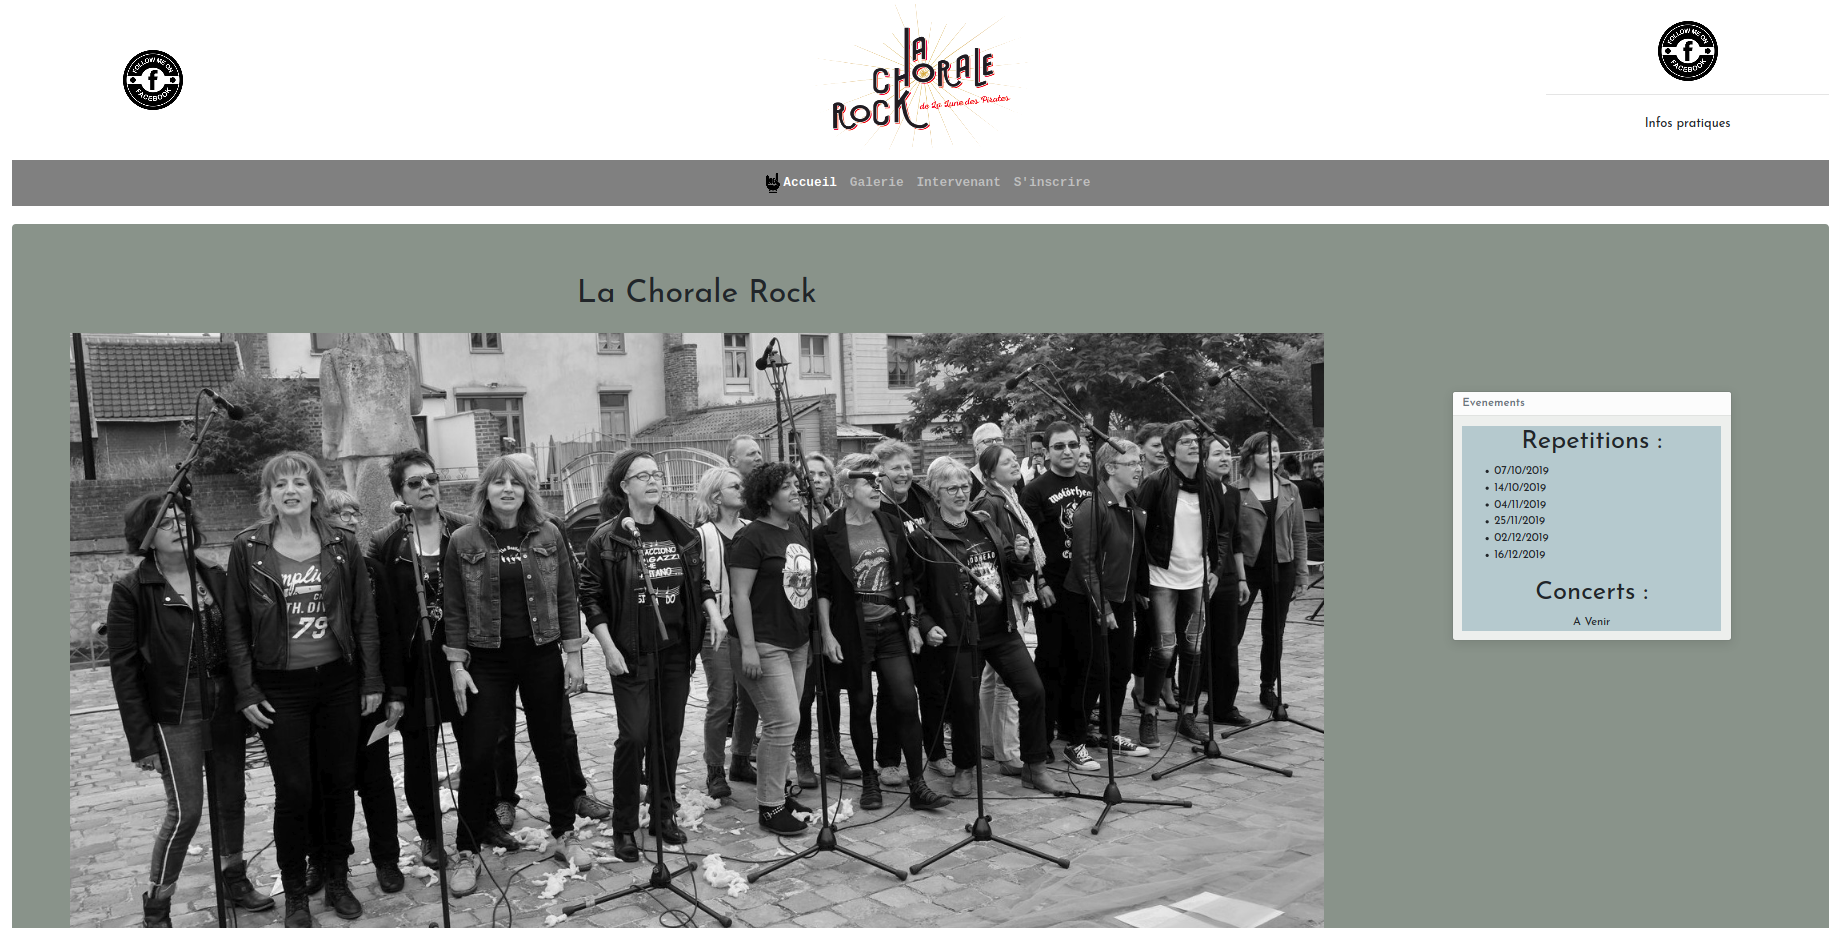 FOLLOW ME ON
f
FACEBOOK
LA
CHORALE
ROCK
de La Lune des Pirates
FOLLOW ME ON
f
FACEBOOK
Infos pratiques
Accueil Galerie Intervenant S'inscrire
La Chorale Rock
Evenements
Repetitions :
• 07/10/2019
• 14/10/2019
• 04/11/2019
• 25/11/2019
• 02/12/2019
• 16/12/2019
Concerts :
A Venir
motörhea
79